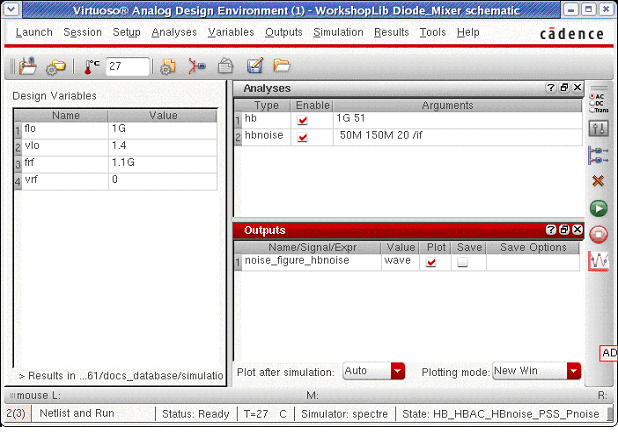 Virtuoso® Analog Design Environment (1) - WorkshopLib Diode_Mixer schematic
Launch Session Setup Analyses Variables Outputs Simulation Results Tools Help
cādence
°C 27
Design Variables
Name Value
1 flo 1G
2 vlo 1.4
3 frf 1.1G
4 vrf 0
> Results in ...61/docs_database/simulatio
Analyses
Type Enable Arguments
1 hb 1G 51
2 hbnoise 50M 150M 20 /if
Outputs
Name/Signal/Expr Value Plot Save Save Options
1 noise_figure_hbnoise wave
Plot after simulation: Auto Plotting mode: New Win
AC
DC
Trans
AD
mouse L: M: R:
2(3) Netlist and Run Status: Ready T=27 C Simulator: spectre State: HB_HBAC_HBnoise_PSS_Pnoise